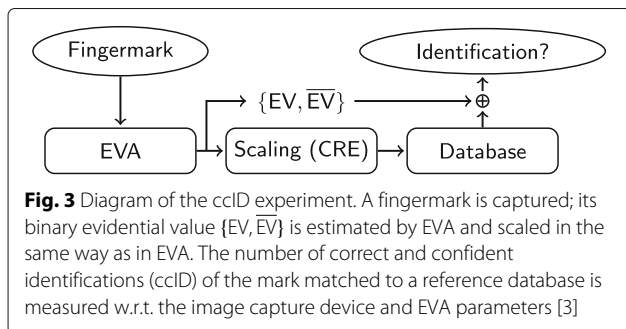 Fingermark
Identification?
{EV, E̅V̅}
⊕
EVA
Scaling (CRE)
Database
Fig. 3 Diagram of the ccID experiment. A fingermark is captured; its
binary evidential value {EV, E̅V̅} is estimated by EVA and scaled in the
same way as in EVA. The number of correct and confident
identifications (ccID) of the mark matched to a reference database is
measured w.r.t. the image capture device and EVA parameters [3]